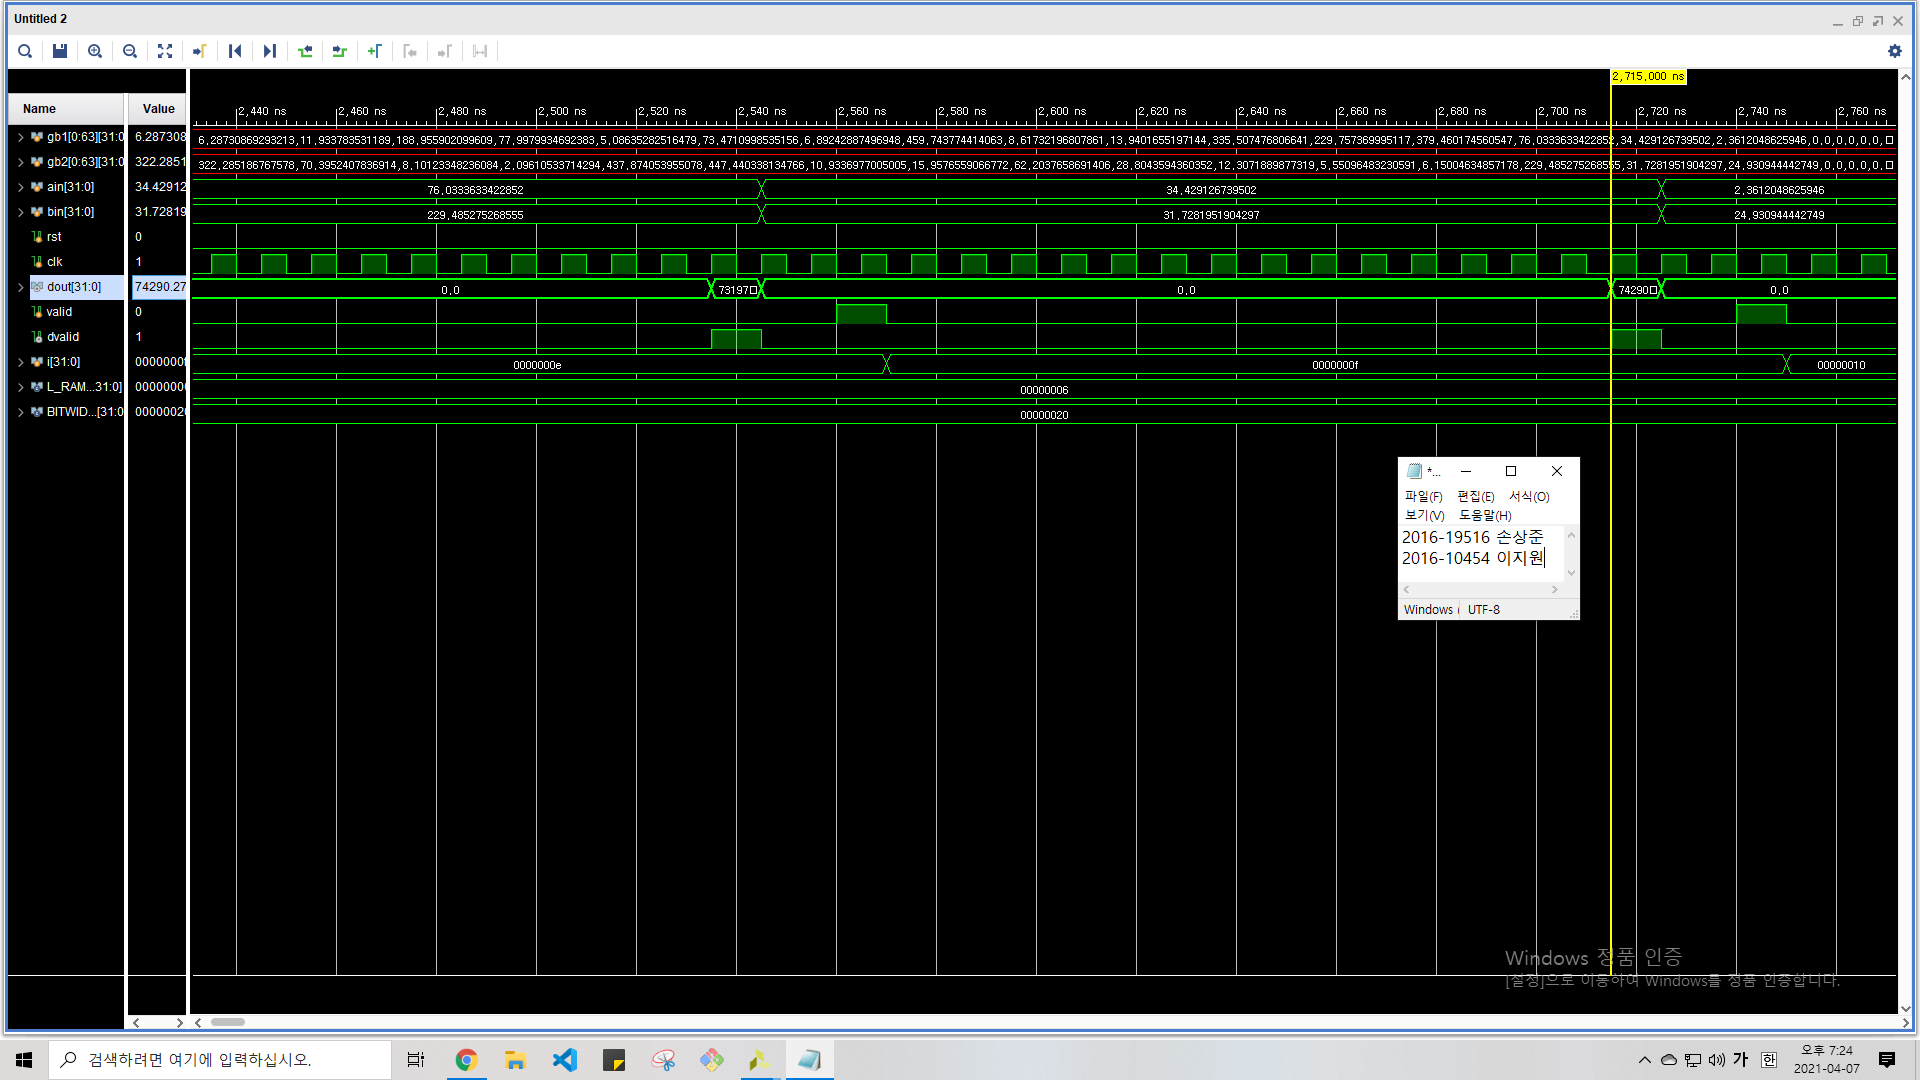 Untitled 2
2,715,000 ns
Name
Value
2,440 ns 2,460 ns 2,480 ns 2,500 ns 2,520 ns 2,540 ns 2,560 ns 2,580 ns 2,600 ns 2,620 ns 2,640 ns 2,660 ns 2,680 ns 2,700 ns 2,720 ns 2,740 ns 2,760 ns
gb1[0:63][31:0 6.287308 6,28730869293213,11,9337835311​89,188,955902099609,77,9979934692383,5,08635282516479,73,4710998535156,6,89242887496948,459,743774414063,8,61732196807861,13,9401655197144,335,507476806641,229,757369995117,379,460174560547,76,0333633422852,34,429126739502,2,3612048625946,0,0,0,0,0,0,
gb2[0:63][31:0 322.2851 322,285186767578,70,3952407836914,8,10123348236084,2,09610533714294,437,874053955078,447,440338134766,10,9336977005005,15,9576559066772,62,2037658691406,28,8043594360352,12,3071889877319,5,55096483230591,6,15004634857178,229,485275268555,31,7281951904297,24,930944442749,0,0,0,0,0,
ain[31:0] 34.42912 76,0333633422852 34,429126739502 2,3612048625946
bin[31:0] 31.72819 229,485275268555 31,7281951904297 24,930944442749
rst 0
clk 1
dout[31:0] 74290.27 0,0 73197 0,0 74290 0,0
valid 0
dvalid 1
i[31:0] 0000000f 0000000e 0000000f 00000010
L_RAM...31:0] 0000000 00000006
BITWID...[31:0 0000002 00000020
*...
파일(F) 편집(E) 서식(O)
보기(V) 도움말(H)
2016-19516 손상준
2016-10454 이지원
Windows UTF-8
Windows 정품 인증
[설정]으로 이동하여 Windows를 정품 인증합니다.
검색하려면 여기에 입력하십시오.
가
한
오후 7:24
2021-04-07